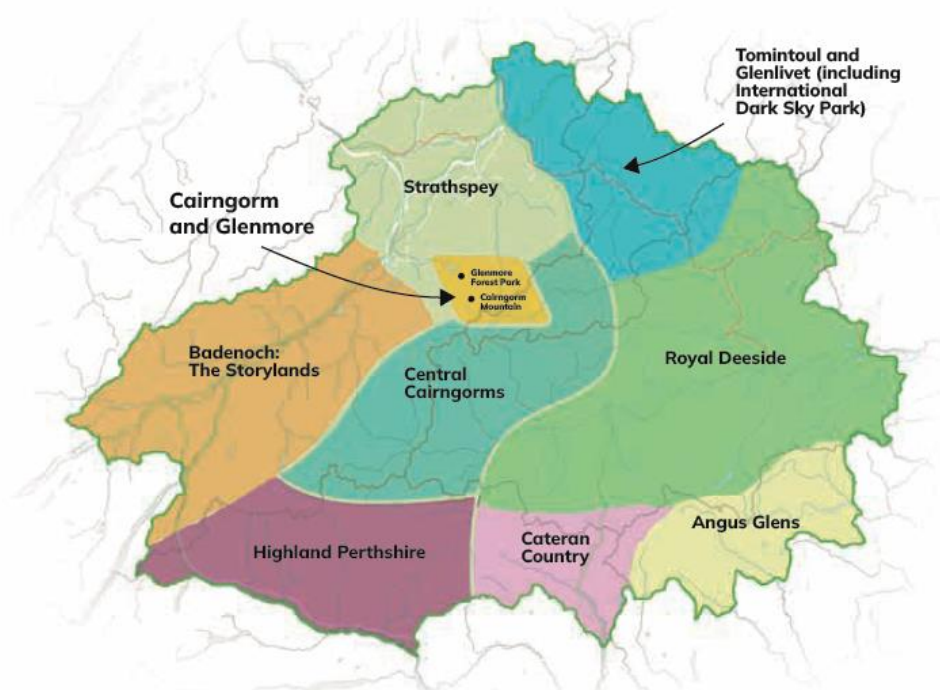 Tomintoul and
Glenlivet (including
International
Dark Sky Park)
Strathspey
Cairngorm
and Glenmore
Glenmore
Forest Park
Cairngorm
Mountain
Badenoch:
The Storylands
Central
Cairngorms
Royal Deeside
Highland Perthshire
Cateran
Country
Angus Glens